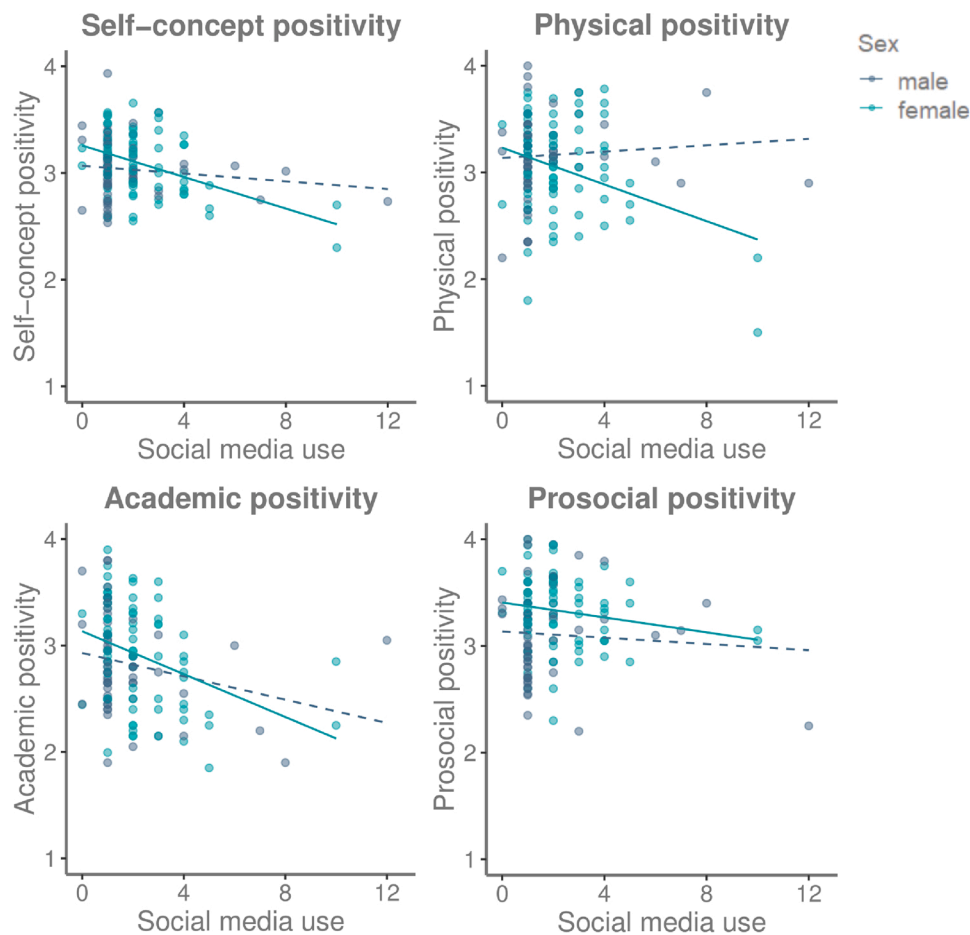 Self−concept positivity
Physical positivity
Sex
male
female
Self−concept positivity
4
3
2
1
0 4 8 12
Social media use
Physical positivity
4
3
2
1
0 4 8 12
Social media use
Academic positivity
Prosocial positivity
Academic positivity
4
3
2
1
0 4 8 12
Social media use
Prosocial positivity
4
3
2
1
0 4 8 12
Social media use